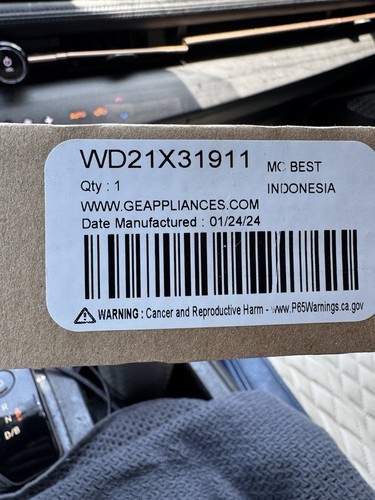 WD21X31911 MC BEST
Qty : 1 INDONESIA
WWW.GEAPPLIANCES.COM
Date Manufactured : 01/24/24
WARNING : Cancer and Reproductive Harm - www.P65Warnings.ca.gov
R
N
D/B